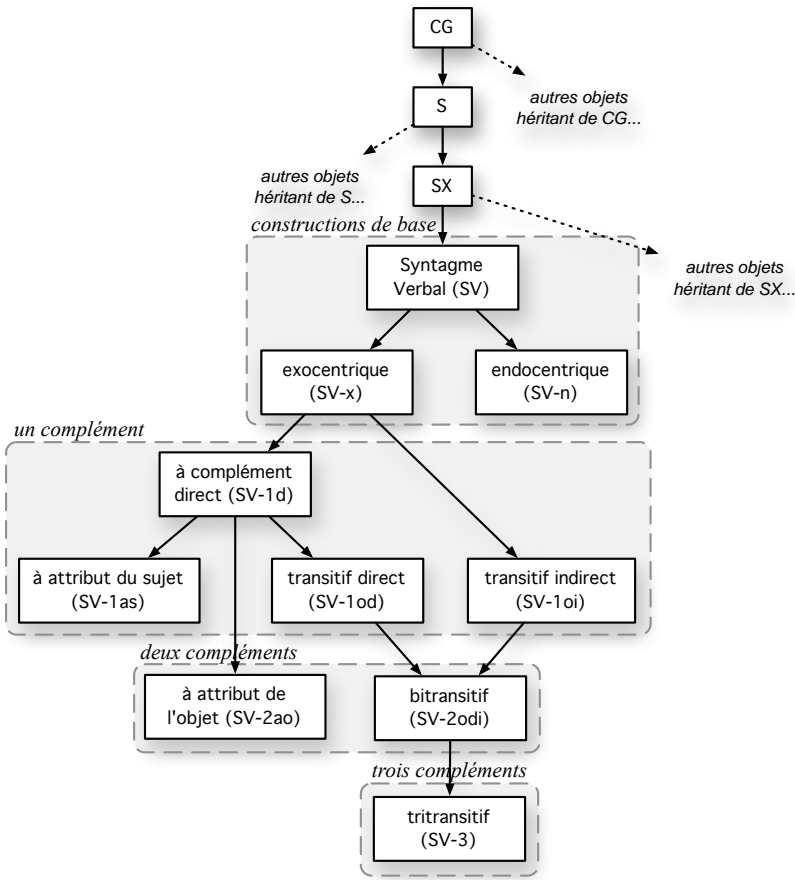 CG
autres objets
héritant de CG...
S
autres objets
héritant de S...
SX
constructions de base
autres objets
héritant de SX...
Syntagme
Verbal (SV)
exocentrique
(SV-x)
endocentrique
(SV-n)
un complément
à complément
direct (SV-1d)
à attribut du sujet
(SV-1as)
transitif direct
(SV-1od)
transitif indirect
(SV-1oi)
deux compléments
à attribut de
l'objet (SV-2ao)
bitransitif
(SV-2odi)
trois compléments
tritransitif
(SV-3)